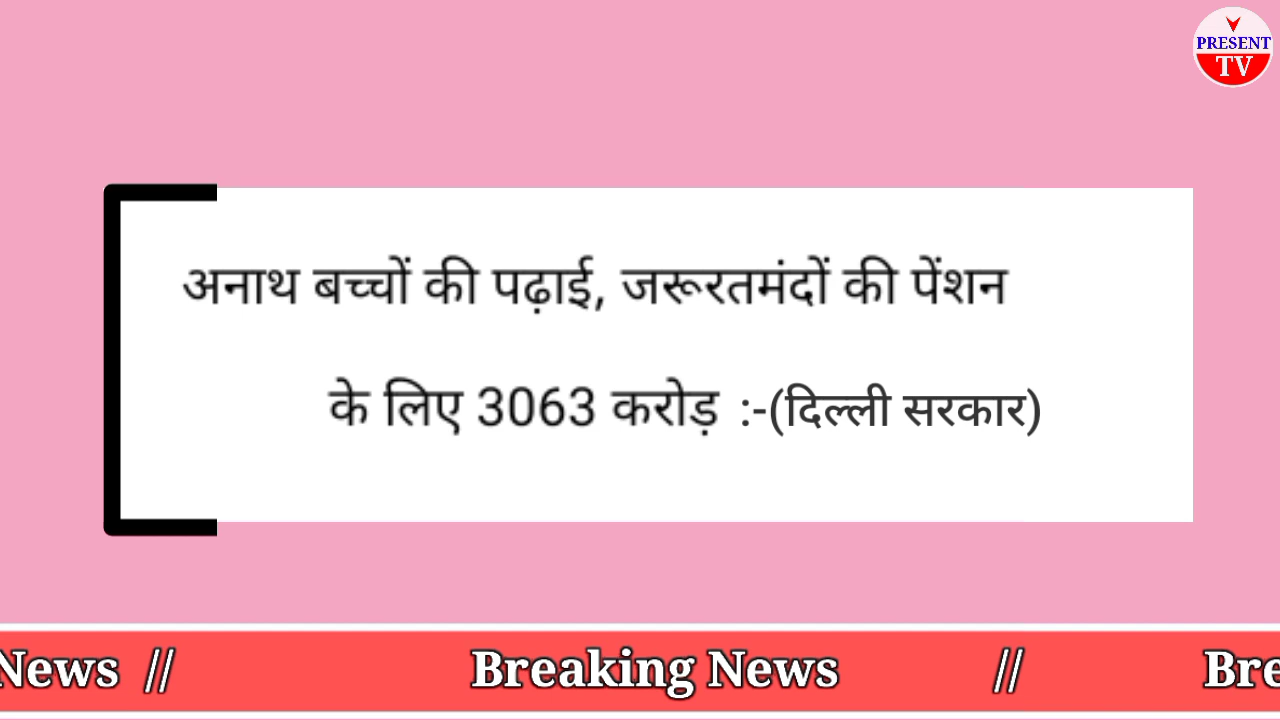 PRESENT
TV
अनाथ बच्चों की पढ़ाई, जरूरतमंदों की पेंशन
के लिए 3063 करोड़ :-(दिल्ली सरकार)
News // Breaking News // Bre